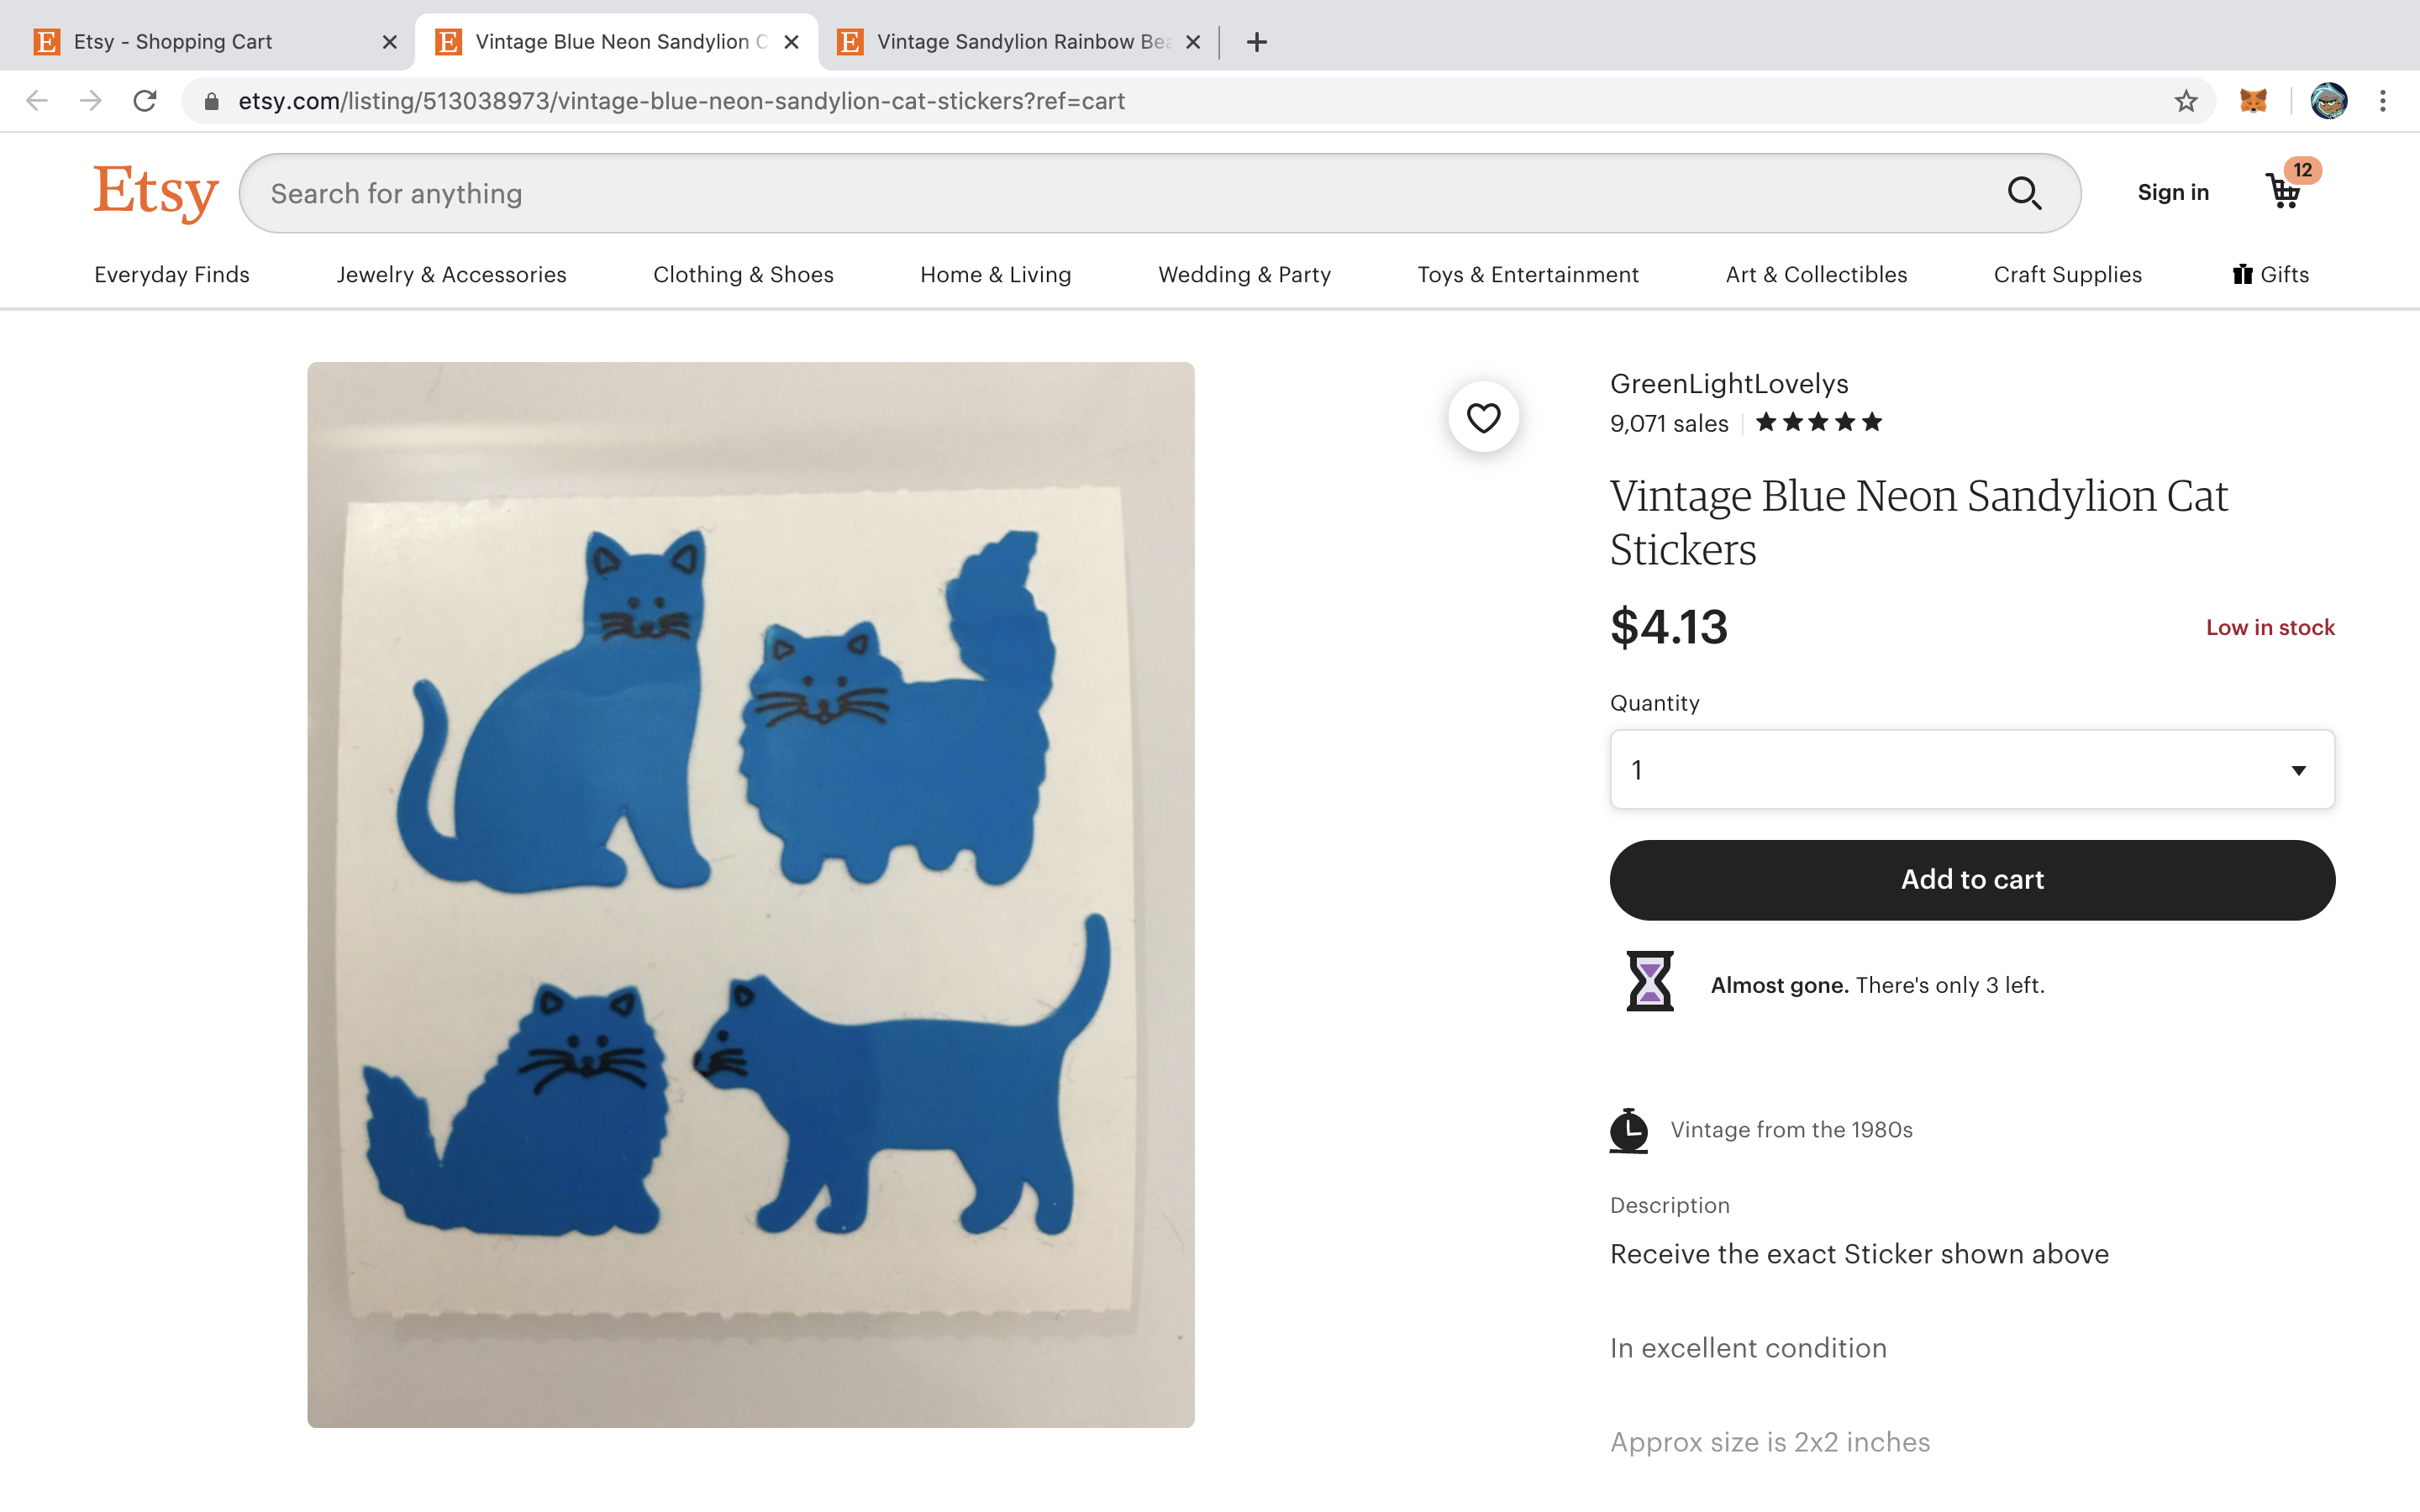 Etsy - Shopping Cart
Vintage Blue Neon Sandylion C
Vintage Sandylion Rainbow Bea
etsy.com/listing/513038973/vintage-blue-neon-sandylion-cat-stickers?ref=cart
Etsy
Search for anything
Sign in
12
Everyday Finds
Jewelry & Accessories
Clothing & Shoes
Home & Living
Wedding & Party
Toys & Entertainment
Art & Collectibles
Craft Supplies
Gifts
GreenLightLovelys
9,071 sales
Vintage Blue Neon Sandylion Cat
Stickers
$4.13
Low in stock
Quantity
1
Add to cart
Almost gone. There's only 3 left.
Vintage from the 1980s
Description
Receive the exact Sticker shown above
In excellent condition
Approx size is 2x2 inches